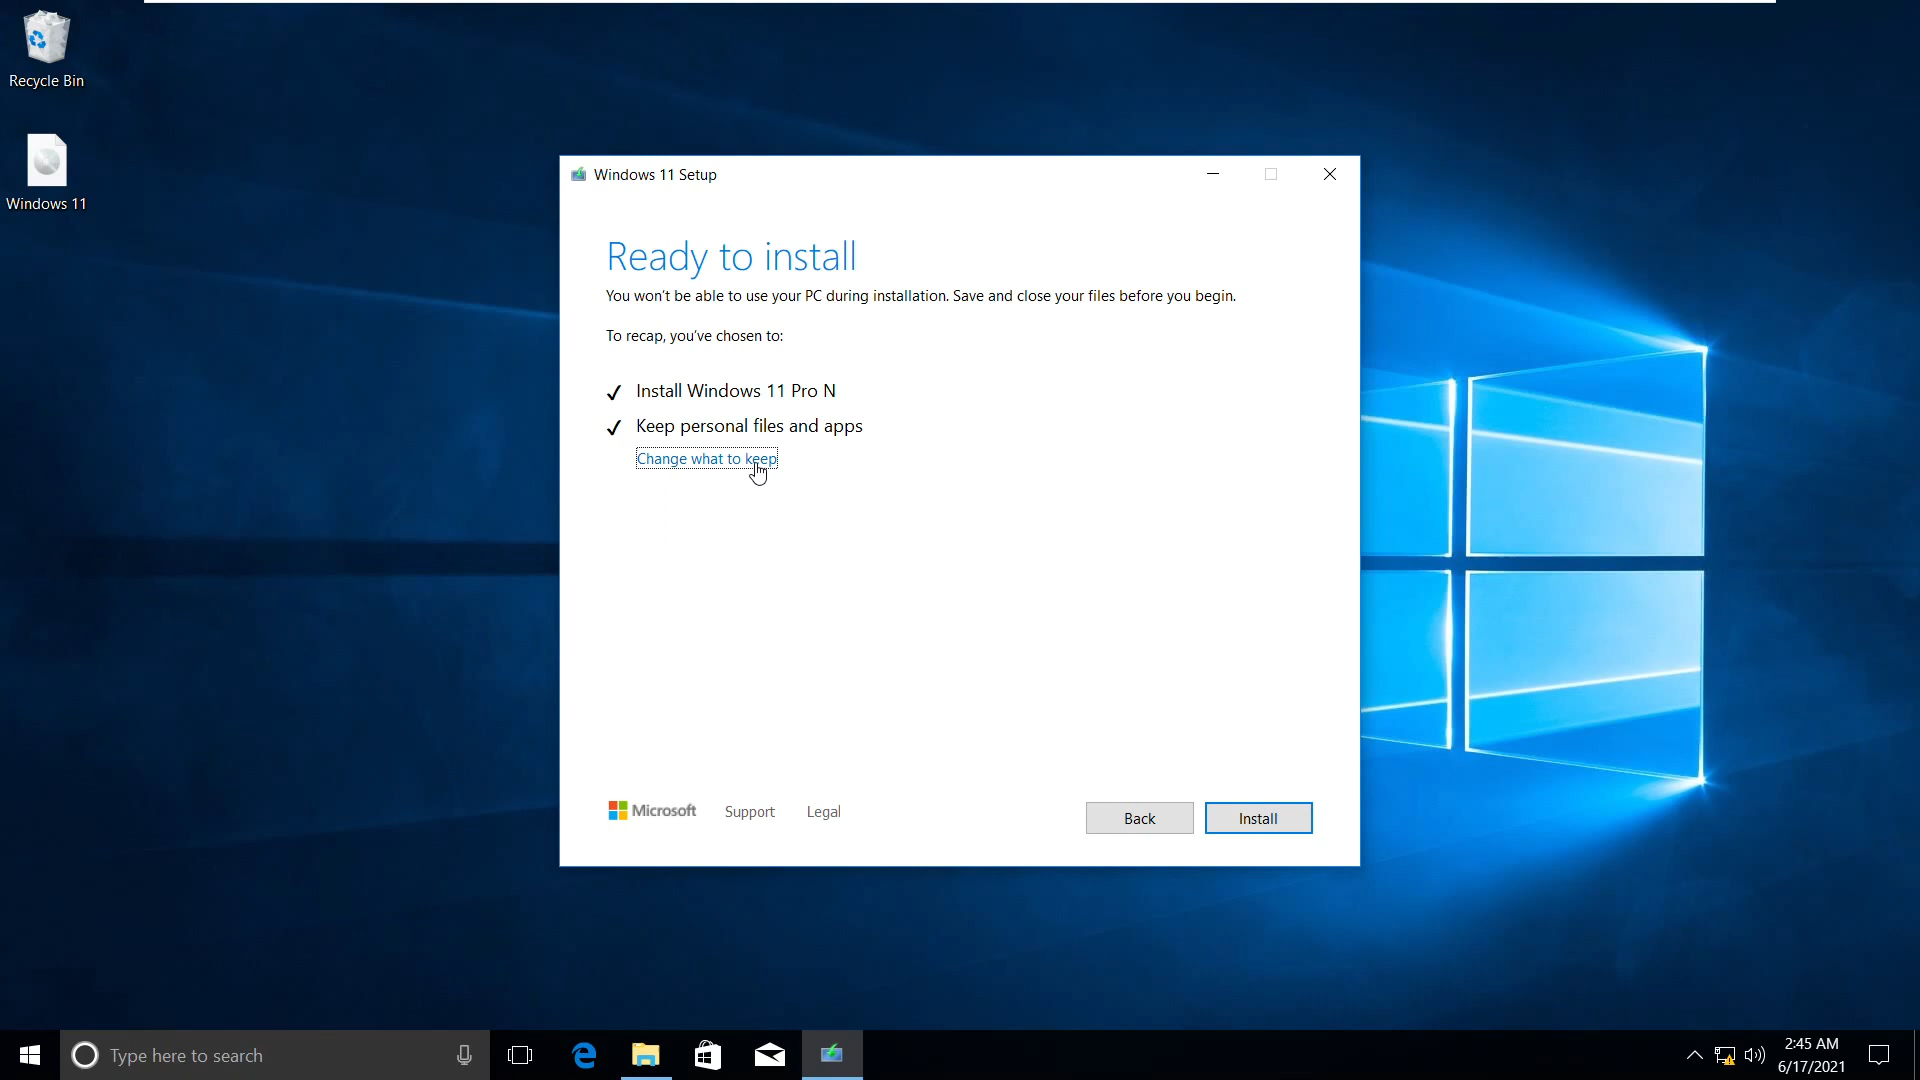 Recycle Bin
Windows 11
Windows 11 Setup
Ready to install
You won't be able to use your PC during installation. Save and close your files before you begin.
To recap, you've chosen to:
Install Windows 11 Pro N
Keep personal files and apps
Change what to keep
Microsoft Support Legal
Back Install
Type here to search
2:45 AM
6/17/2021